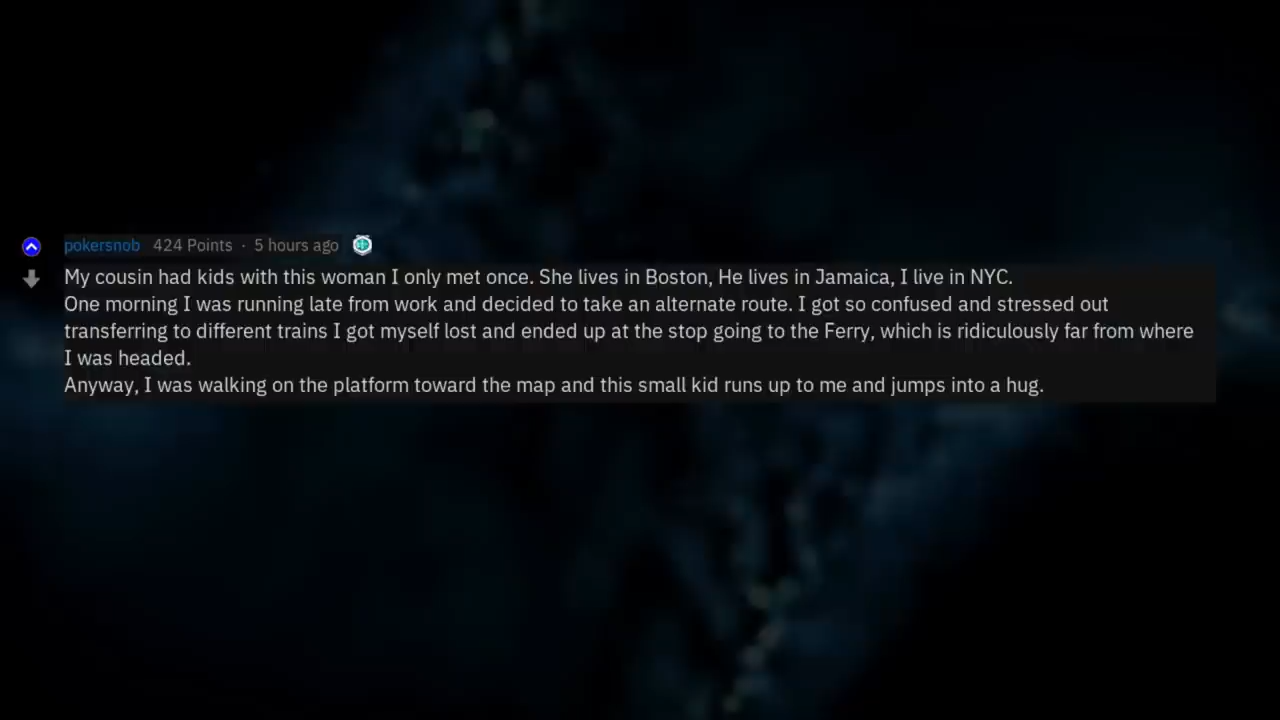 pokersnob 424 Points · 5 hours ago
My cousin had kids with this woman I only met once. She lives in Boston, He lives in Jamaica, I live in NYC.
One morning I was running late from work and decided to take an alternate route. I got so confused and stressed out
transferring to different trains I got myself lost and ended up at the stop going to the Ferry, which is ridiculously far from where
I was headed.
Anyway, I was walking on the platform toward the map and this small kid runs up to me and jumps into a hug.